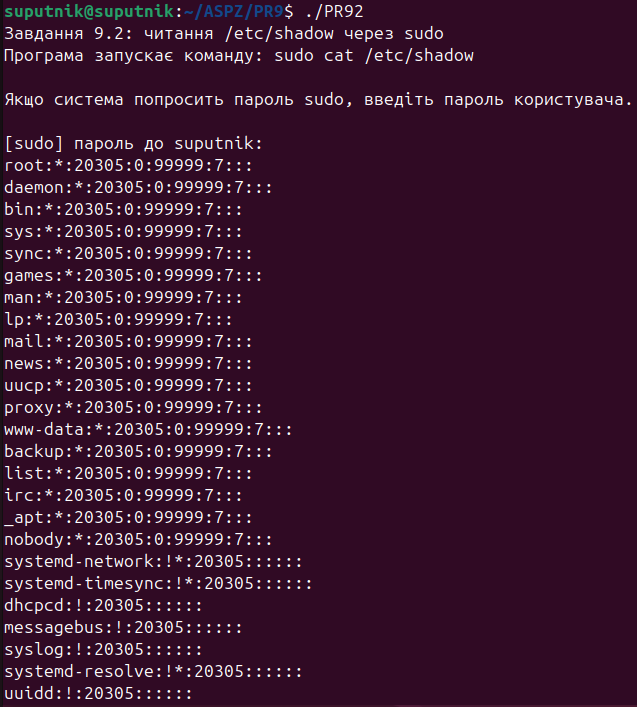 suputnik@suputnik:~/ASPZ/PR9$ ./PR92
Завдання 9.2: читання /etc/shadow через sudo
Програма запускає команду: sudo cat /etc/shadow
Якщо система попросить пароль sudo, введіть пароль користувача.
[sudo] пароль до suputnik:
root:*:20305:0:99999:7:::
daemon:*:20305:0:99999:7:::
bin:*:20305:0:99999:7:::
sys:*:20305:0:99999:7:::
sync:*:20305:0:99999:7:::
games:*:20305:0:99999:7:::
man:*:20305:0:99999:7:::
lp:*:20305:0:99999:7:::
mail:*:20305:0:99999:7:::
news:*:20305:0:99999:7:::
uucp:*:20305:0:99999:7:::
proxy:*:20305:0:99999:7:::
www-data:*:20305:0:99999:7:::
backup:*:20305:0:99999:7:::
list:*:20305:0:99999:7:::
irc:*:20305:0:99999:7:::
_apt:*:20305:0:99999:7:::
nobody:*:20305:0:99999:7:::
systemd-network:!*:20305::::::
systemd-timesync:!*:20305::::::
dhcpcd:!:20305::::::
messagebus:!:20305::::::
syslog:!:20305::::::
systemd-resolve:!*:20305::::::
uuidd:!:20305::::::